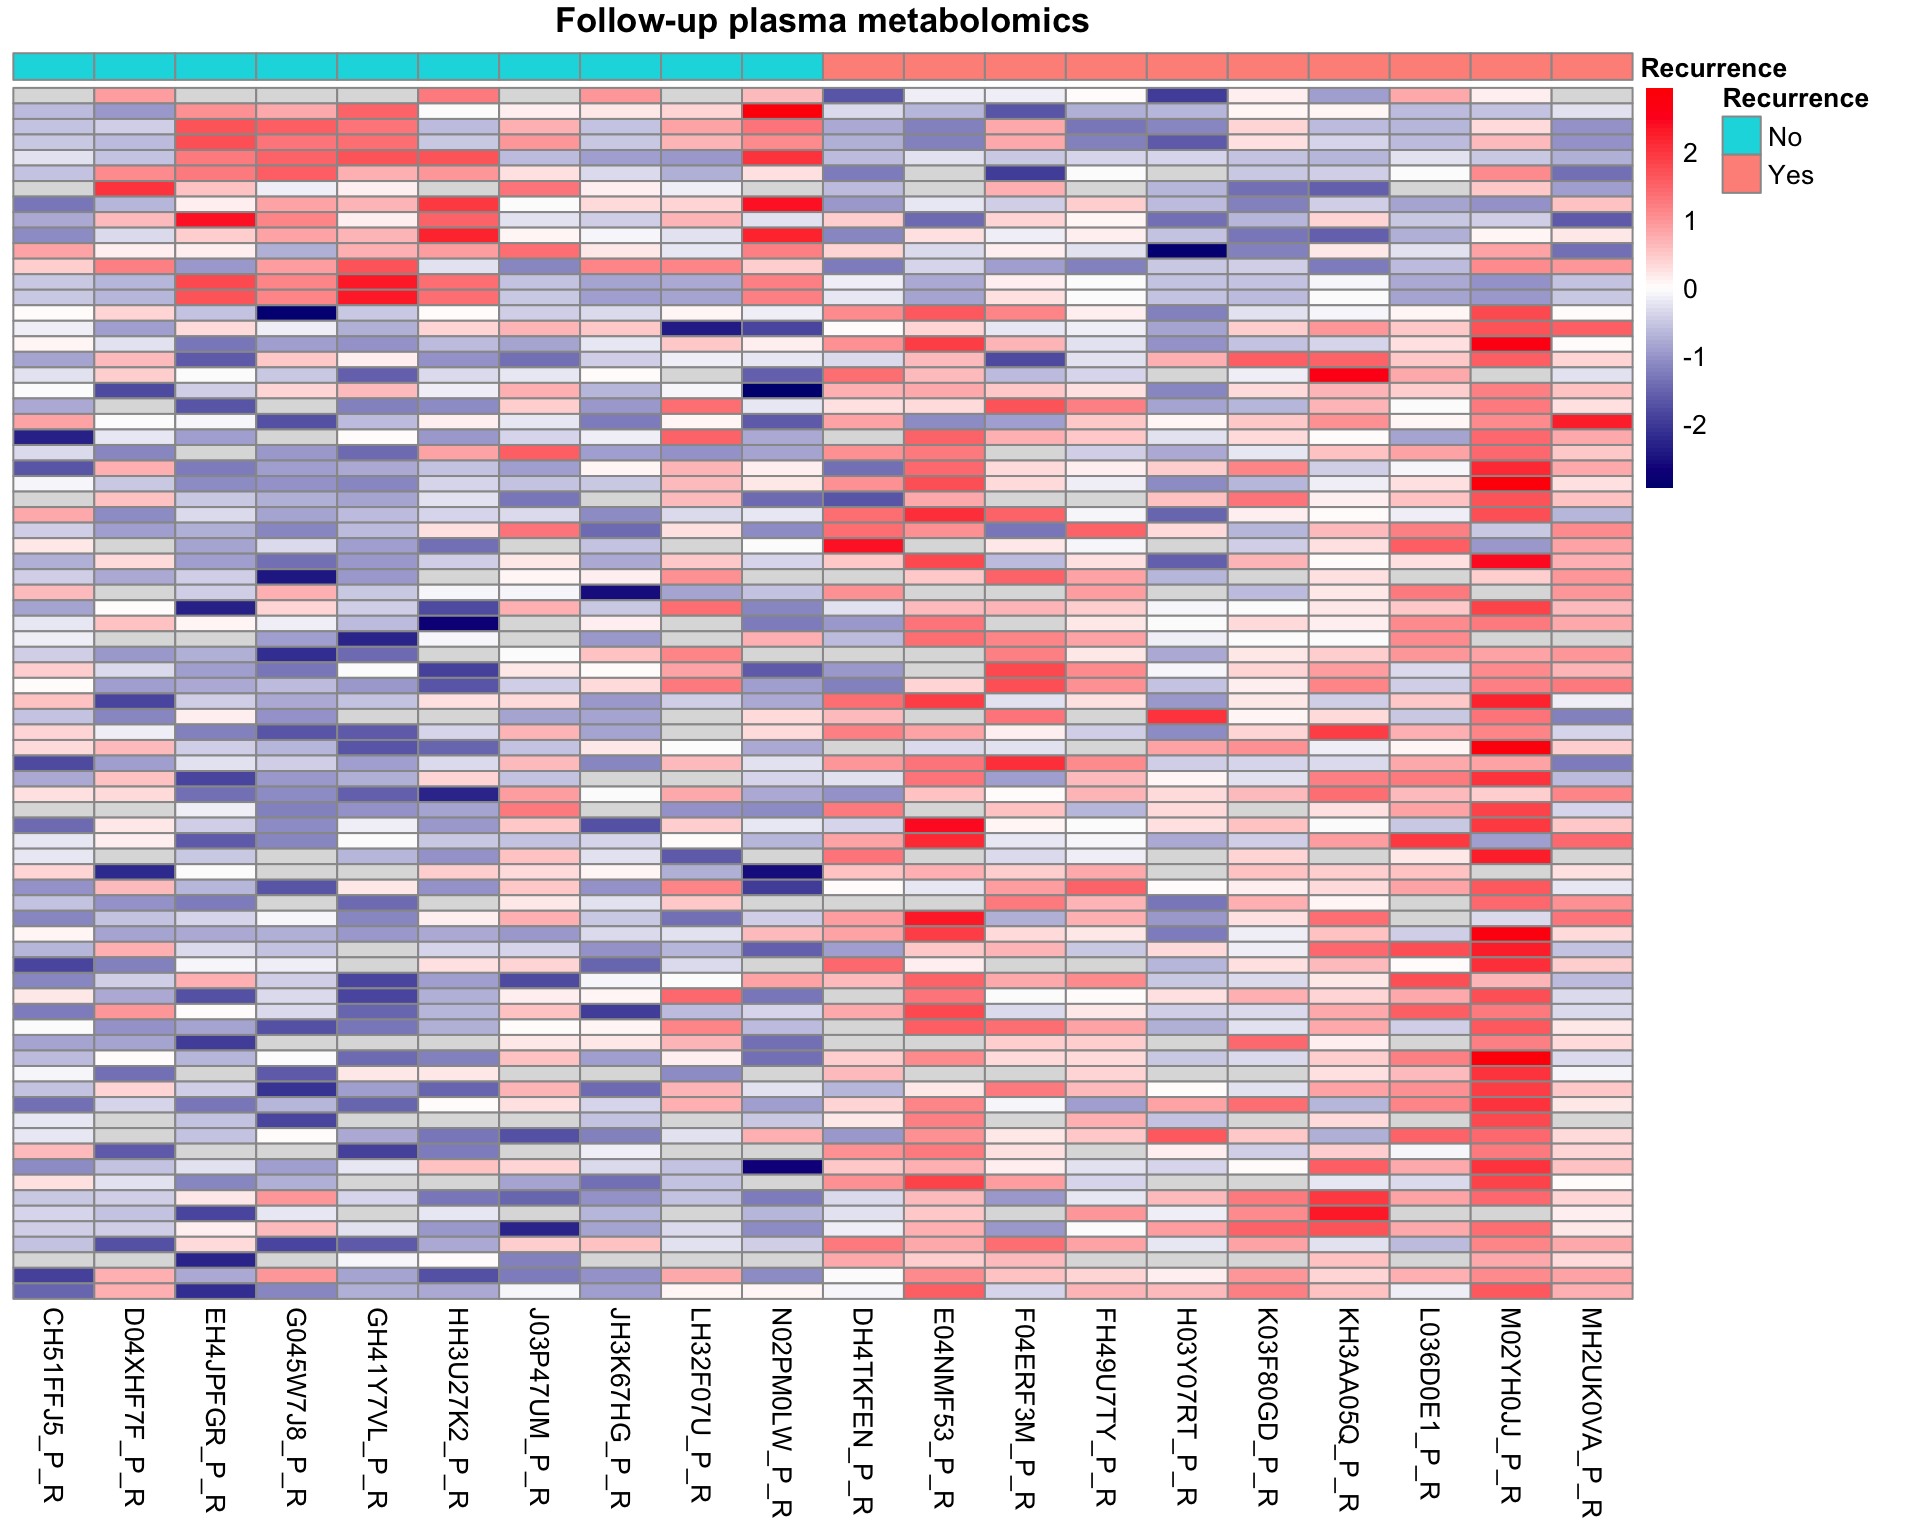 Follow-up plasma metabolomics
Recurrence
Recurrence
No
Yes
2
1
0
-1
-2
CH51FFJ5_P_R
D04XHF7F_P_R
EH4JPFGR_P_R
G045W7J8_P_R
GH41Y7VL_P_R
HH3U27K2_P_R
J03P47UM_P_R
JH3K67HG_P_R
LH32F07U_P_R
N02PM0LW_P_R
DH4TKFEN_P_R
E04NMF53_P_R
F04ERF3M_P_R
FH49U7TY_P_R
H03Y07RT_P_R
K03F80GD_P_R
KH3AA05Q_P_R
L036D0E1_P_R
M02YH0JJ_P_R
MH2UK0VA_P_R